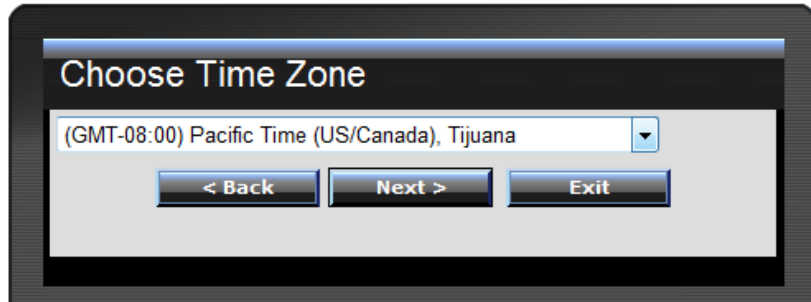 Choose Time Zone
(GMT-08:00) Pacific Time (US/Canada), Tijuana
< Back Next > Exit